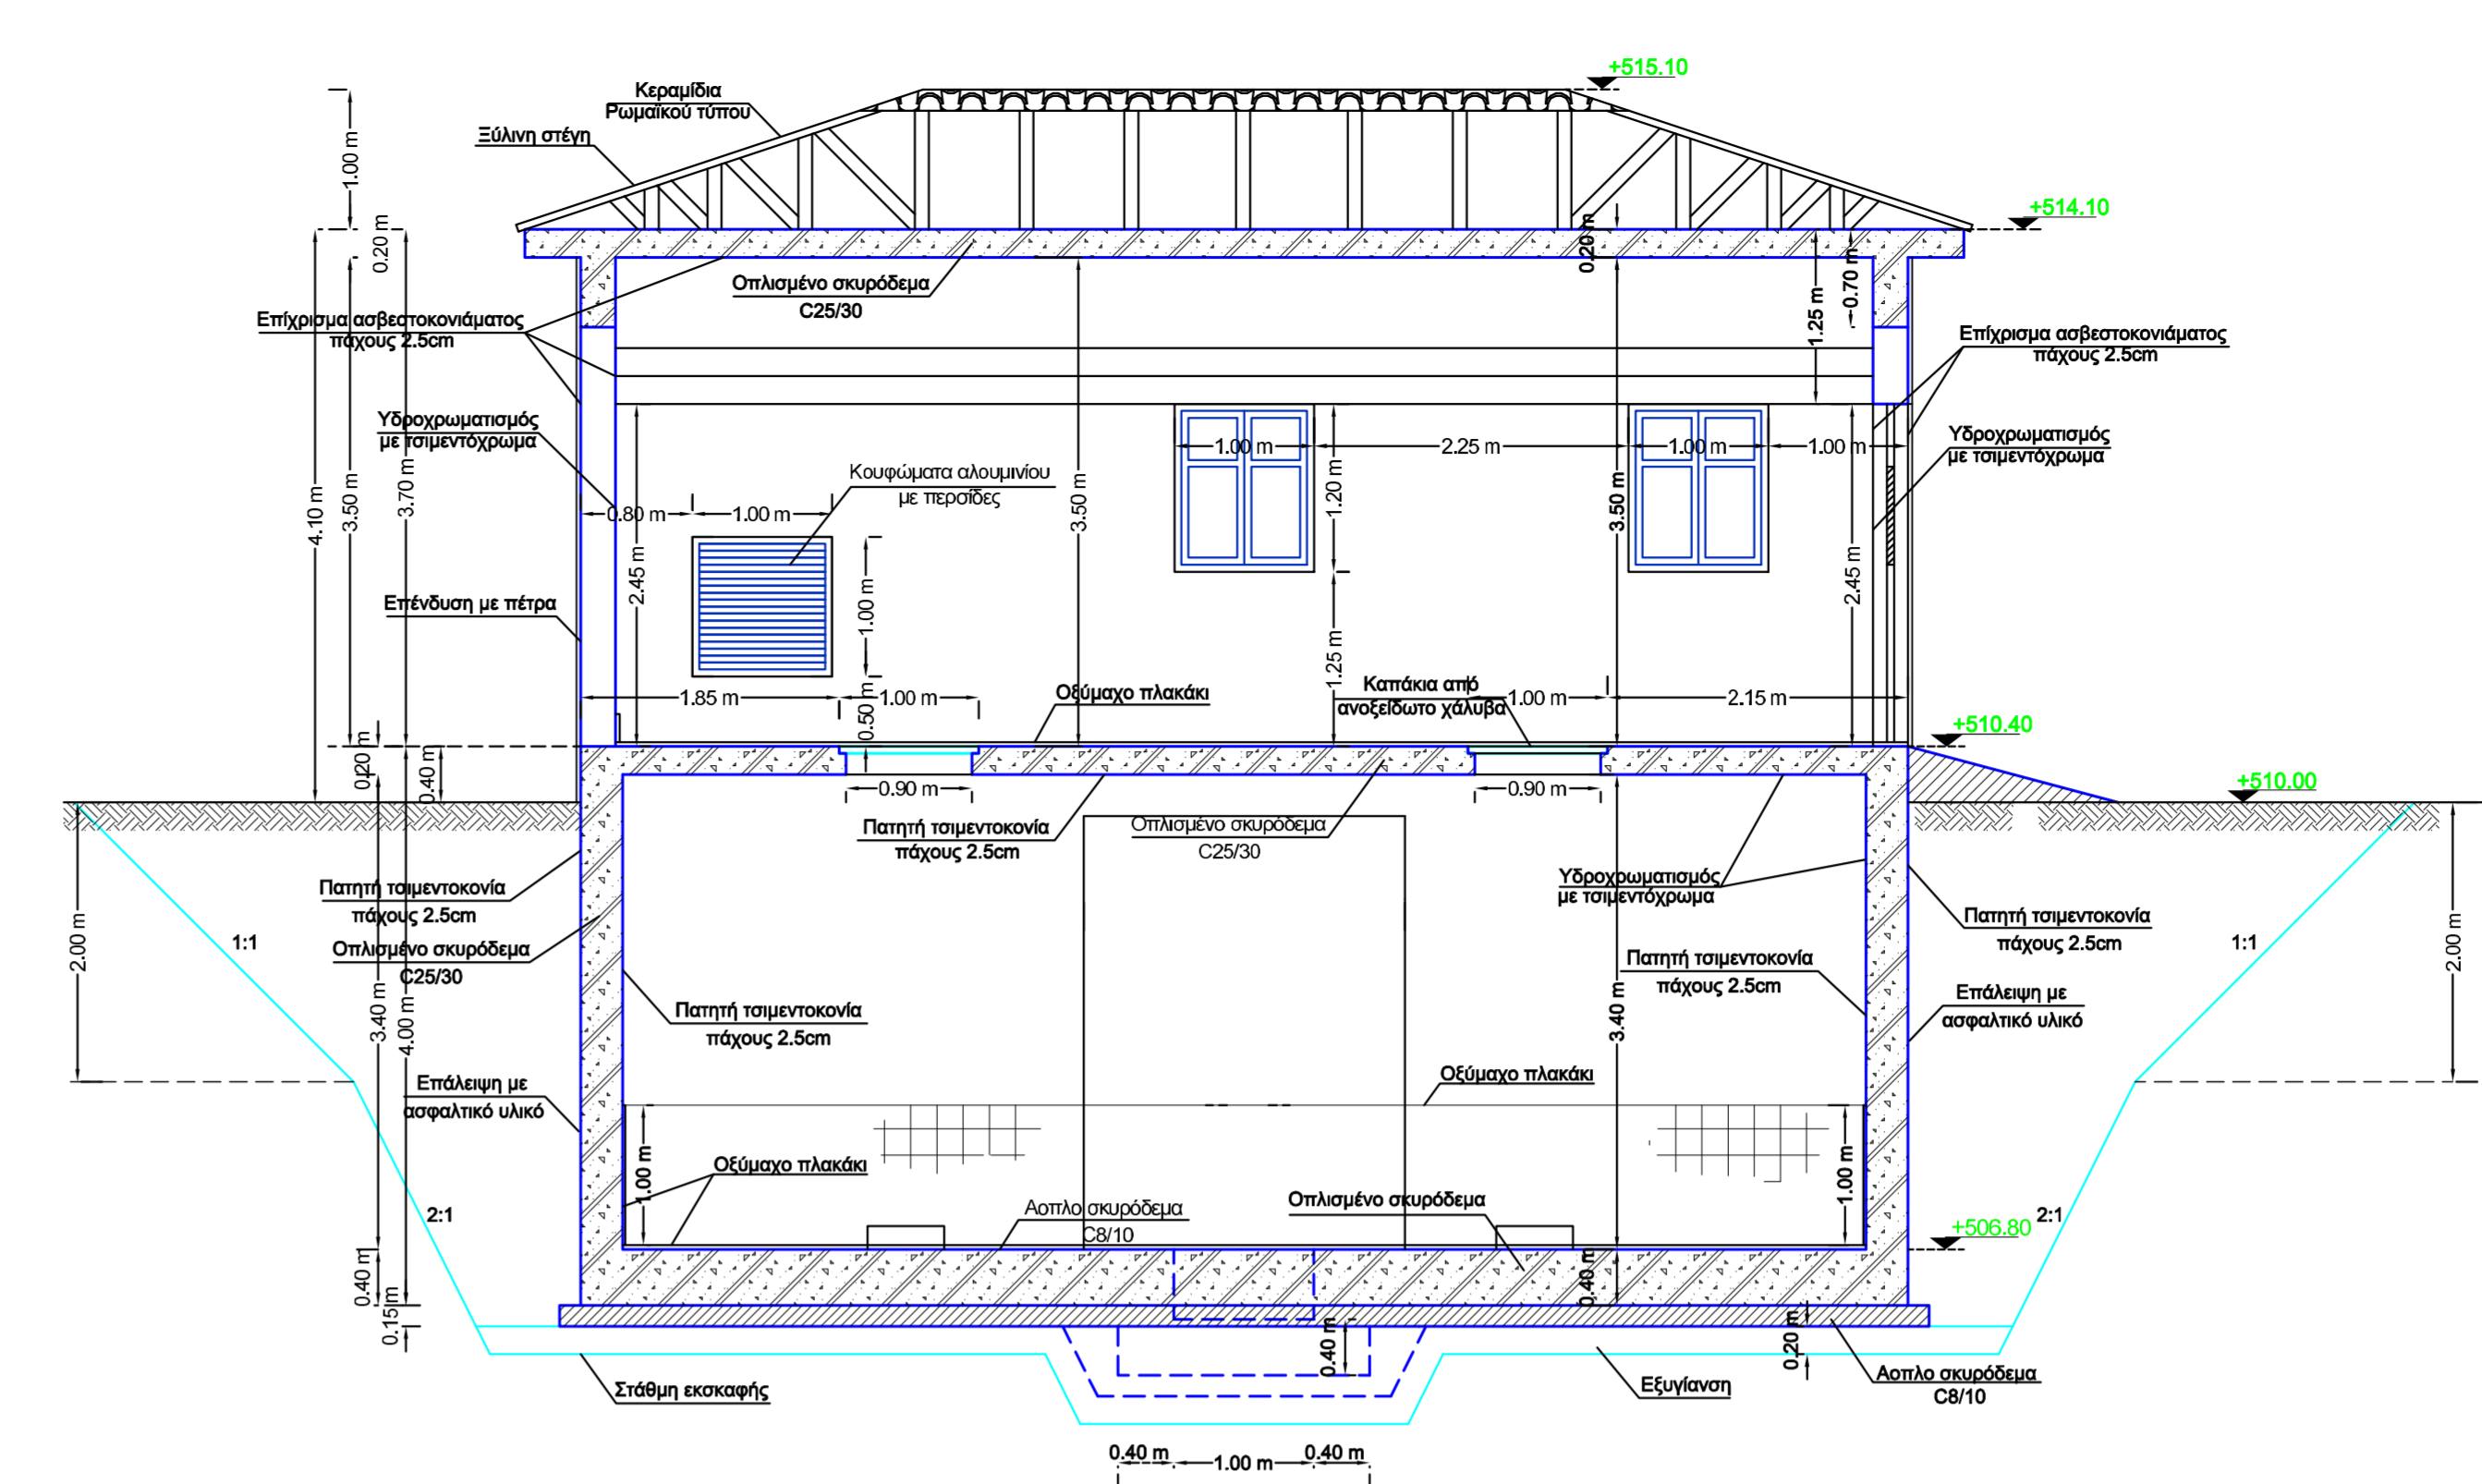 +515.10
Κεραμίδια
Ρωμαϊκού τύπου
Ξύλινη στέγη
1.00 m
+514.10
0.20 m
0.20 m
Οπλισμένο σκυρόδεμα
C25/30
0.70 m
1.25 m
Επίχρισμα ασβεστοκονιάματος
πάχους 2.5cm
Επίχρισμα ασβεστοκονιάματος
πάχους 2.5cm
Υδροχρωματισμός
με τσιμεντόχρωμα
Υδροχρωματισμός
με τσιμεντόχρωμα
1.00 m
2.25 m
1.00 m
1.00 m
Κουφώματα αλουμινίου
με περσίδες
4.10 m
3.50 m
3.70 m
0.80 m
1.00 m
3.50 m
1.20 m
3.50 m
2.45 m
2.45 m
1.00 m
Επένδυση με πέτρα
1.25 m
1.85 m
1.00 m
0.50 m
Οξύμαχο πλακάκι
Καπάκια από
ανοξείδωτο χάλυβα
1.00 m
2.15 m
+510.40
0.20 m
0.40 m
0.90 m
0.90 m
+510.00
Πατητή τσιμεντοκονία
πάχους 2.5cm
Οπλισμένο σκυρόδεμα
C25/30
Πατητή τσιμεντοκονία
πάχους 2.5cm
Υδροχρωματισμός
με τσιμεντόχρωμα
Πατητή τσιμεντοκονία
πάχους 2.5cm
2.00 m
1:1
Οπλισμένο σκυρόδεμα
C25/30
1:1
2.00 m
Πατητή τσιμεντοκονία
πάχους 2.5cm
3.40 m
4.00 m
Πατητή τσιμεντοκονία
πάχους 2.5cm
3.40 m
Επάλειψη με
ασφαλτικό υλικό
Επάλειψη με
ασφαλτικό υλικό
Οξύμαχο πλακάκι
Οξύμαχο πλακάκι
1.00 m
1.00 m
2:1
Αοπλο σκυρόδεμα
C8/10
Οπλισμένο σκυρόδεμα
2:1
+506.80
0.40 m
0.40 m
0.15 m
0.40 m
0.20 m
Στάθμη εκσκαφής
Εξυγίανση
Αοπλο σκυρόδεμα
C8/10
0.40 m
1.00 m
0.40 m